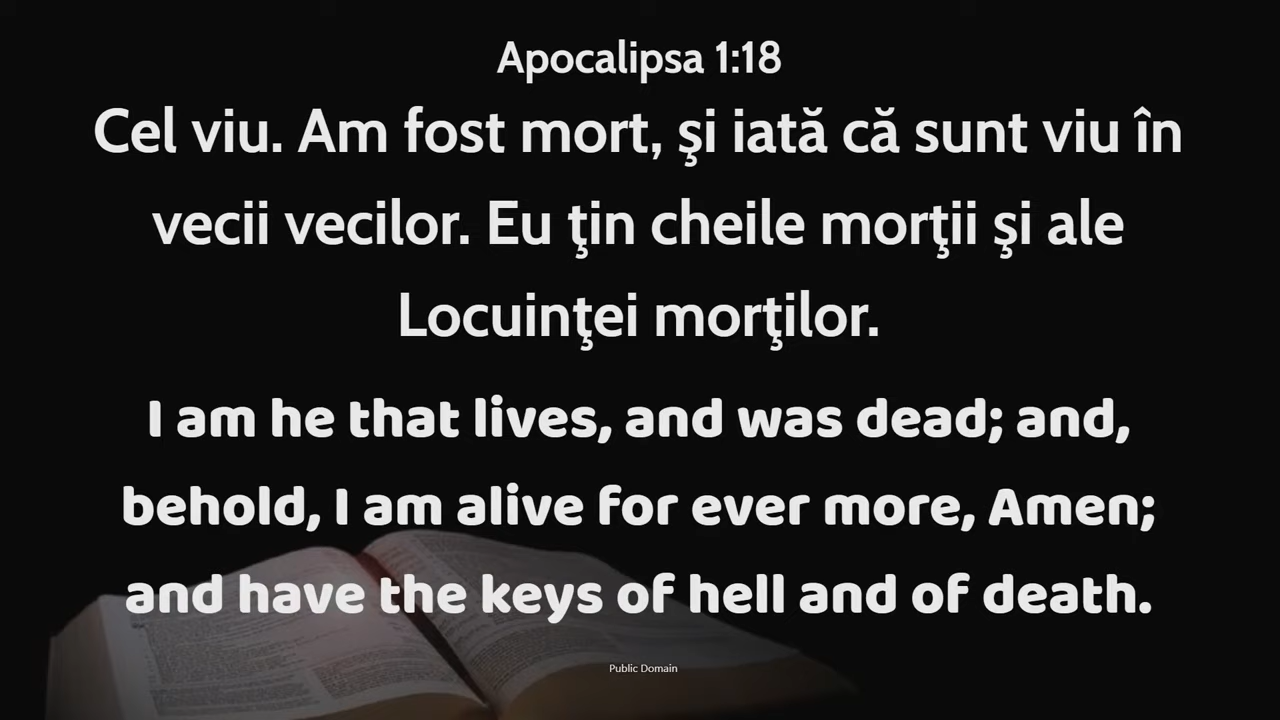 Apocalipsa 1:18
Cel viu. Am fost mort, şi iată că sunt viu în
vecii vecilor. Eu ţin cheile morţii şi ale
Locuinţei morţilor.
I am he that lives, and was dead; and,
behold, I am alive for ever more, Amen;
and have the keys of hell and of death.
Public Domain